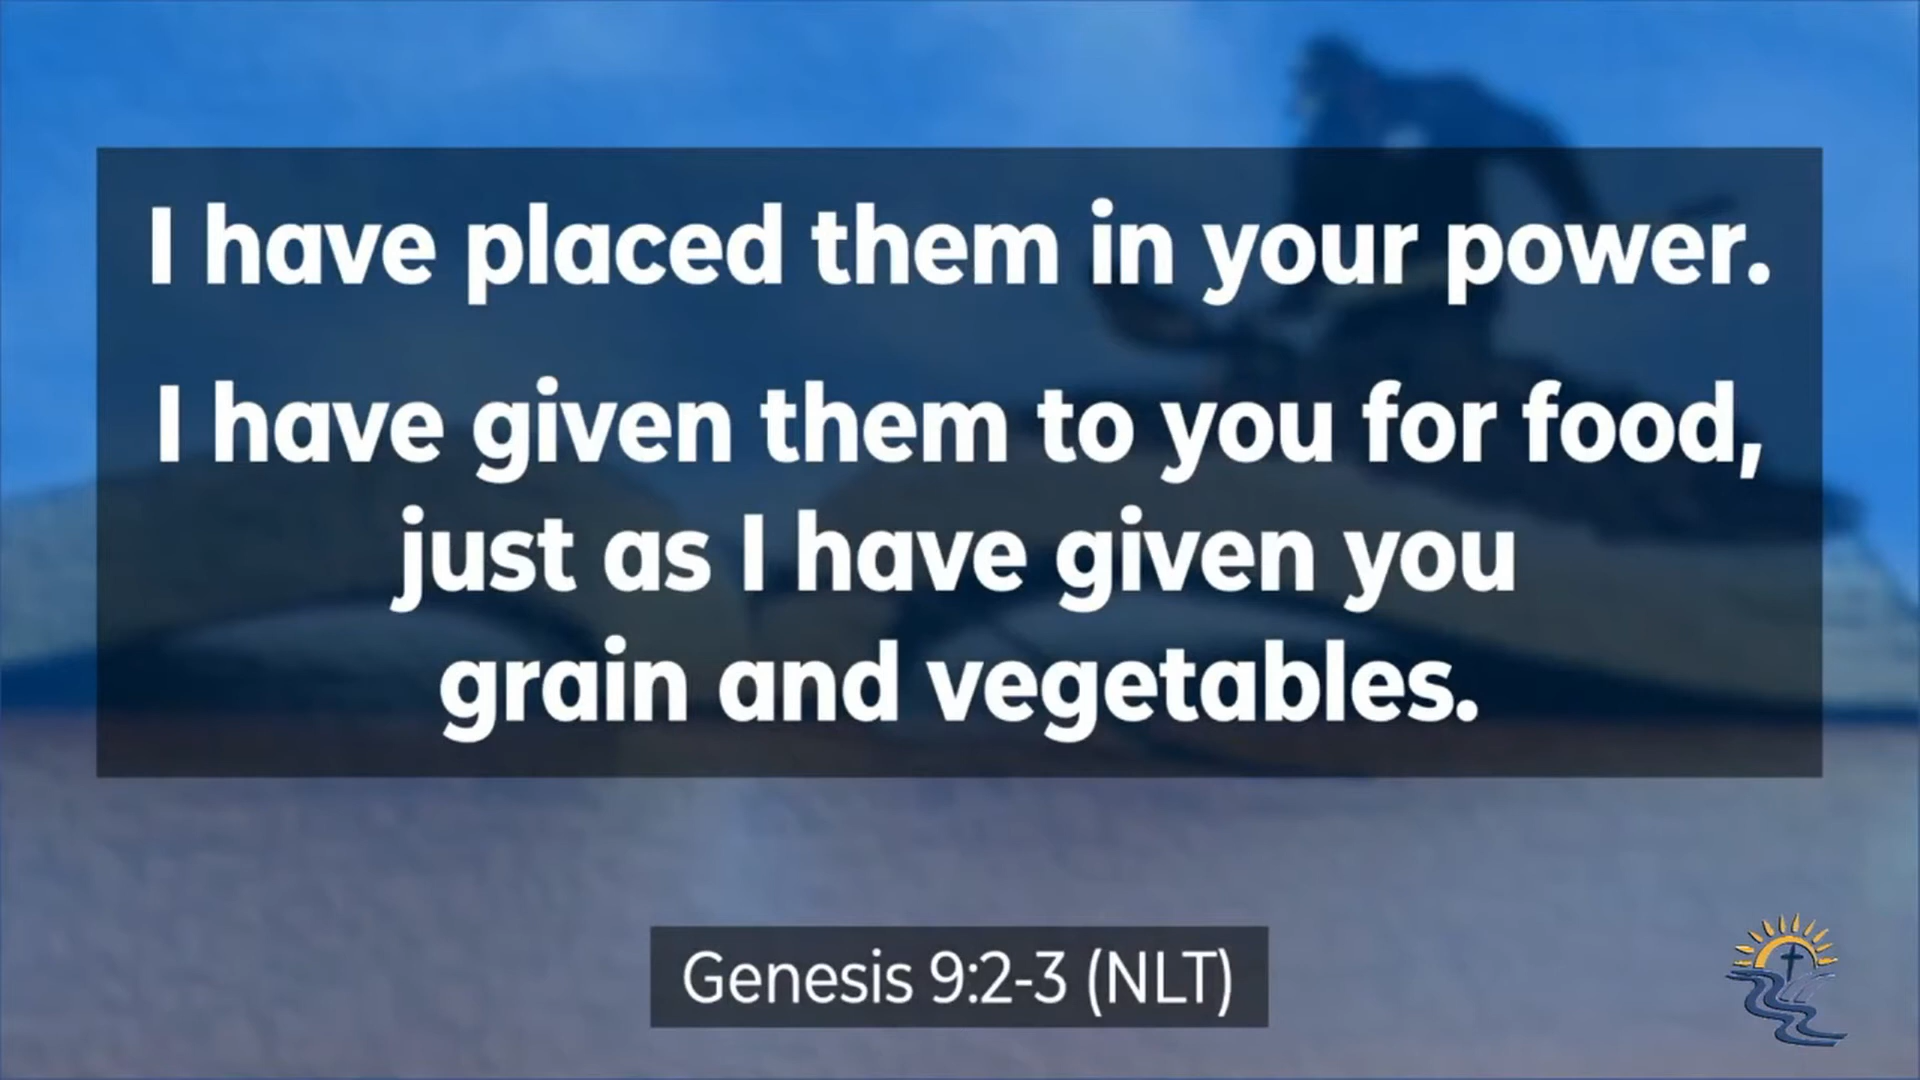 I have placed them in your power.
I have given them to you for food,
just as I have given you
grain and vegetables.
Genesis 9:2-3 (NLT)